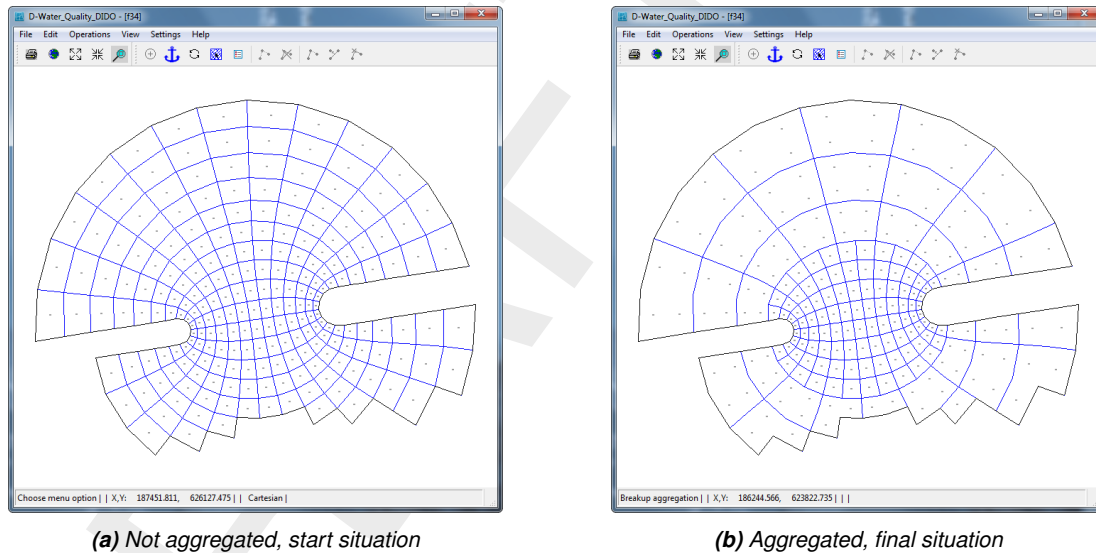 D-Water_Quality_DIDO - [f34]
File Edit Operations View Settings Help
Choose menu option | | X,Y: 187451.811, 626127.475 | | Cartesian |
(a) Not aggregated, start situation
D-Water_Quality_DIDO - [f34]
File Edit Operations View Settings Help
Breakup aggregation | | X,Y: 186244.566, 623822.735 | | |
(b) Aggregated, final situation